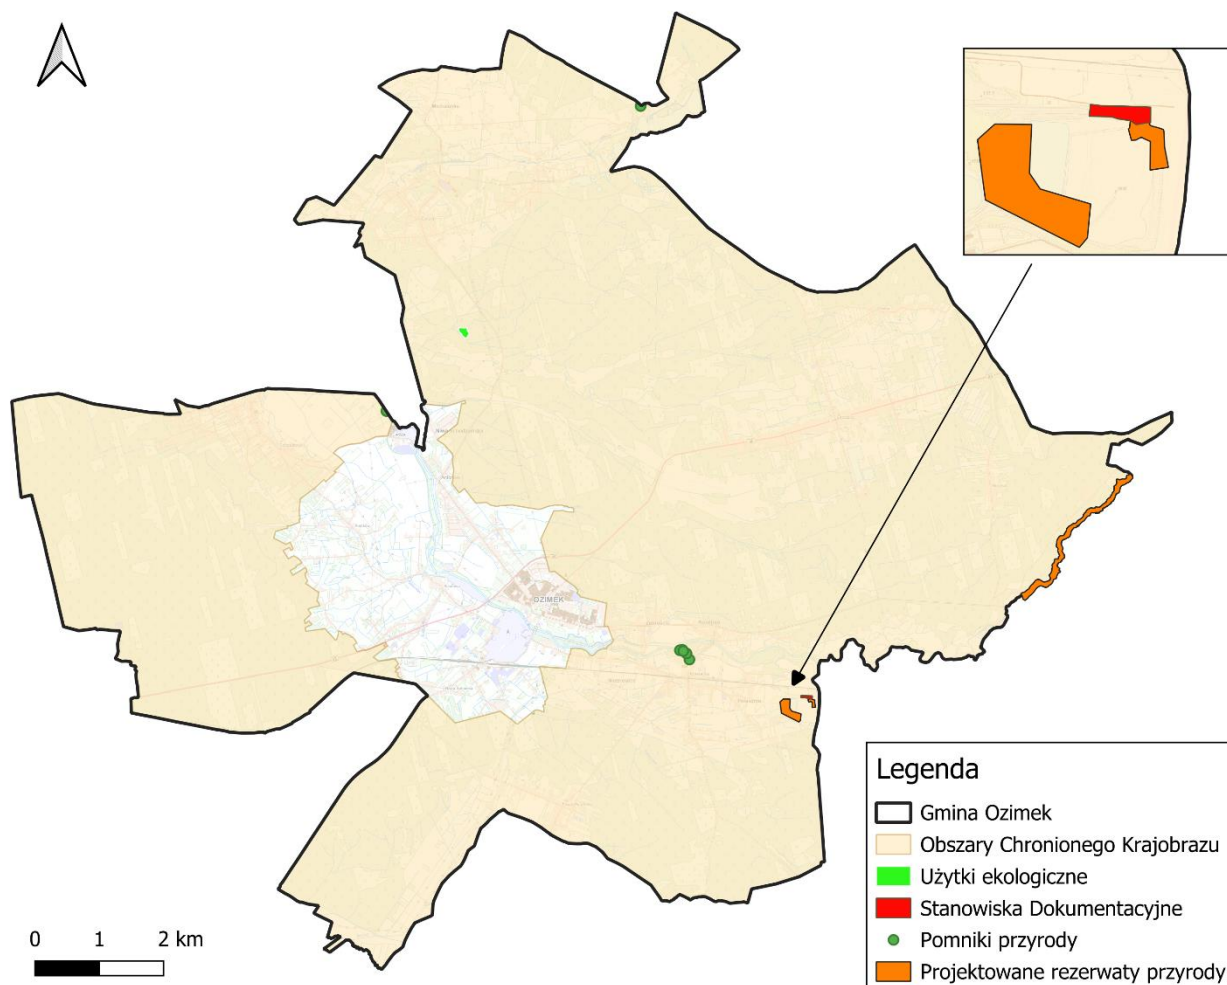 OZIMEK
Legenda
Gmina Ozimek
Obszary Chronionego Krajobrazu
Użytki ekologiczne
Stanowiska Dokumentacyjne
Pomniki przyrody
Projektowane rezerwaty przyrody
0 1 2 km